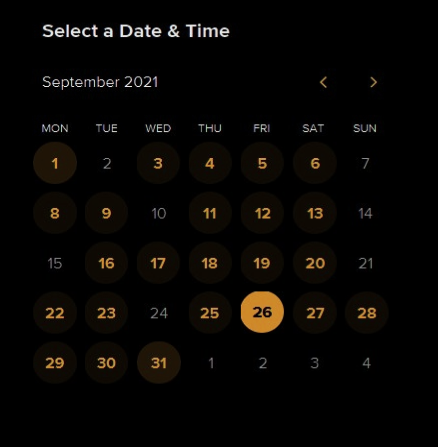 Select a Date & Time
September 2021
MON TUE WED THU FRI SAT SUN
1 2 3 4 5 6 7
8 9 10 11 12 13 14
15 16 17 18 19 20 21
22 23 24 25 26 27 28
29 30 31 1 2 3 4